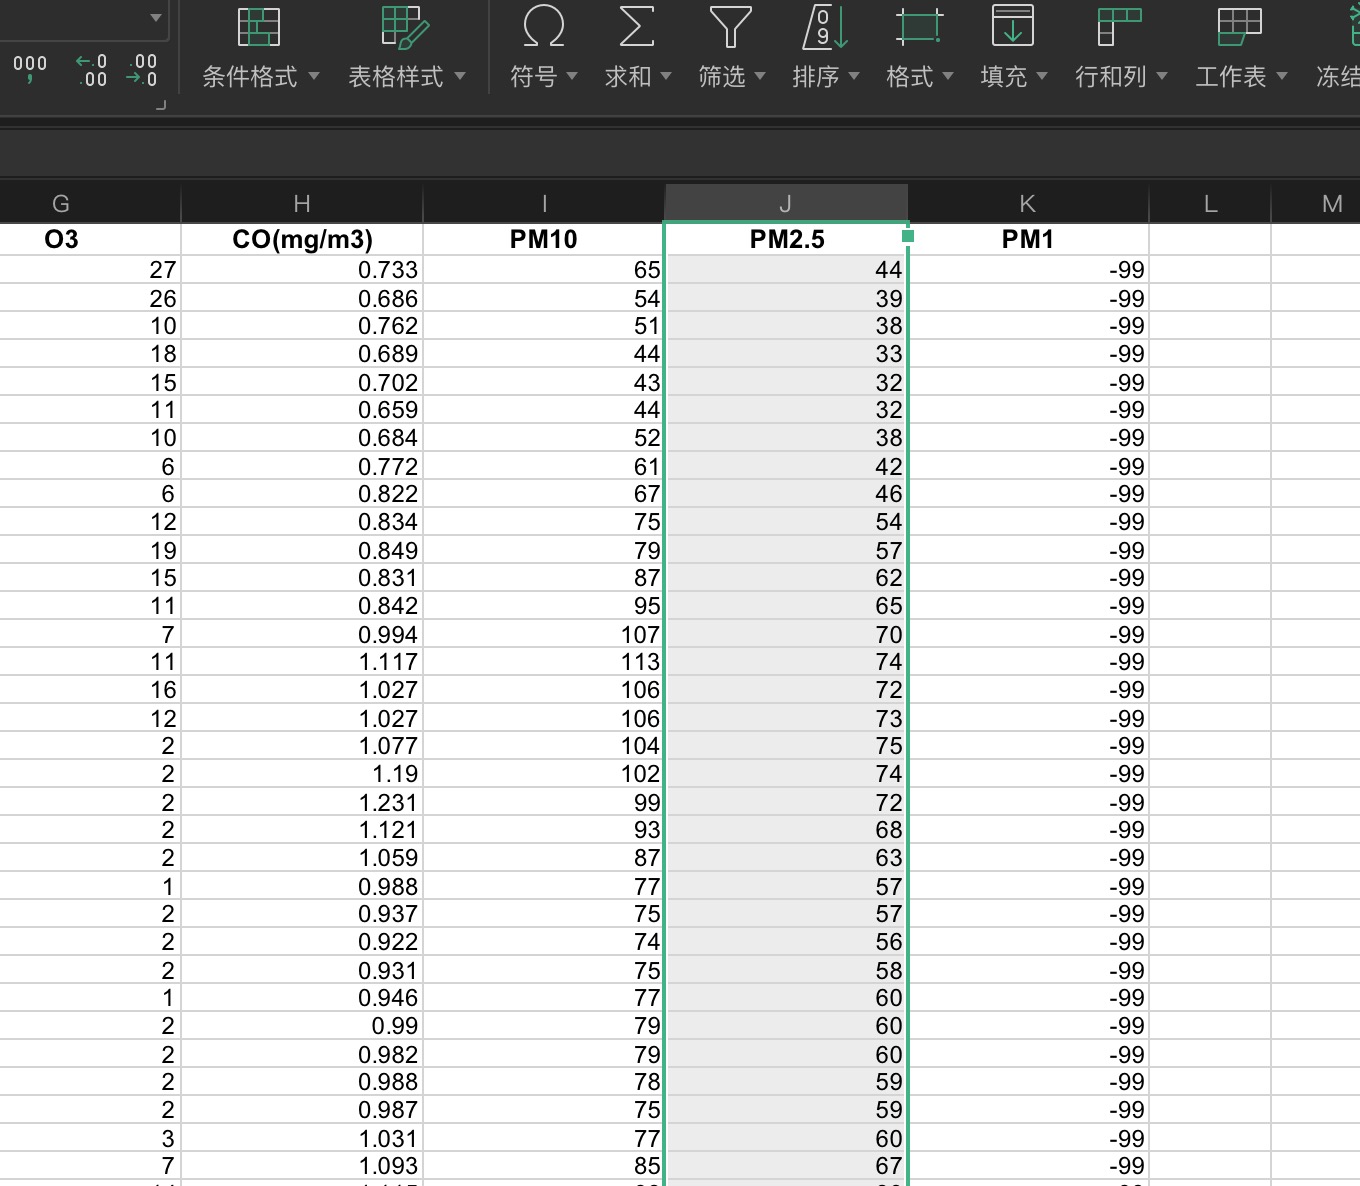 000 ←.0 .00
, .00 →.0
条件格式 表格样式 符号 求和 筛选 排序 格式 填充 行和列 工作表 冻结
G H I J K L M
O3 CO(mg/m3) PM10 PM2.5 PM1
27 0.733 65 44 -99
26 0.686 54 39 -99
10 0.762 51 38 -99
18 0.689 44 33 -99
15 0.702 43 32 -99
11 0.659 44 32 -99
10 0.684 52 38 -99
6 0.772 61 42 -99
6 0.822 67 46 -99
12 0.834 75 54 -99
19 0.849 79 57 -99
15 0.831 87 62 -99
11 0.842 95 65 -99
7 0.994 107 70 -99
11 1.117 113 74 -99
16 1.027 106 72 -99
12 1.027 106 73 -99
2 1.077 104 75 -99
2 1.19 102 74 -99
2 1.231 99 72 -99
2 1.121 93 68 -99
2 1.059 87 63 -99
1 0.988 77 57 -99
2 0.937 75 57 -99
2 0.922 74 56 -99
2 0.931 75 58 -99
1 0.946 77 60 -99
2 0.99 79 60 -99
2 0.982 79 60 -99
2 0.988 78 59 -99
2 0.987 75 59 -99
3 1.031 77 60 -99
7 1.093 85 67 -99